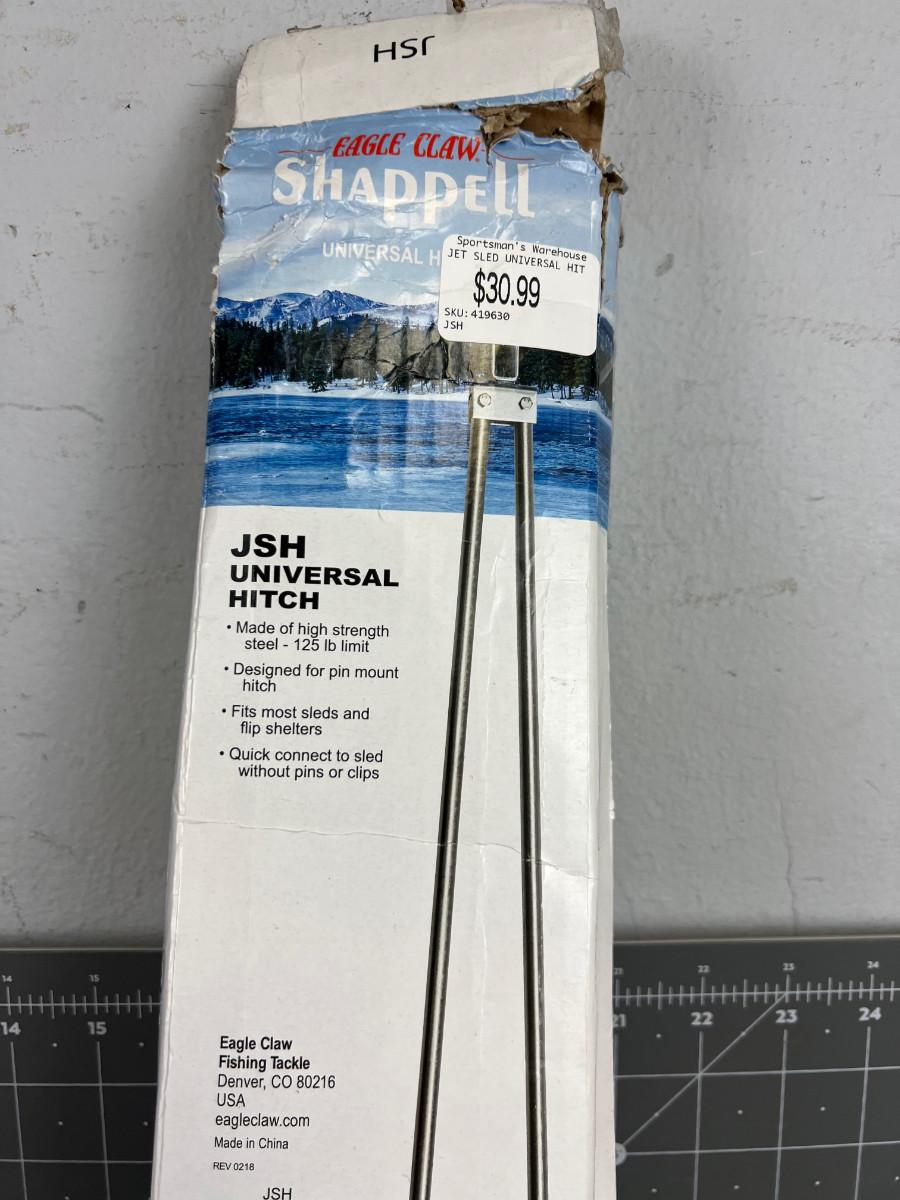 JSH
EAGLE CLAW
SHAPPELL
UNIVERSAL H
Sportsman's Warehouse
JET SLED UNIVERSAL HIT
$30.99
SKU: 419630
JSH
JSH
UNIVERSAL
HITCH
• Made of high strength
steel - 125 lb limit
• Designed for pin mount
hitch
• Fits most sleds and
flip shelters
• Quick connect to sled
without pins or clips
Eagle Claw
Fishing Tackle
Denver, CO 80216
USA
eagleclaw.com
Made in China
REV 0218
JSH
14 15 21 22 23 24
14 15 21 22 23 24